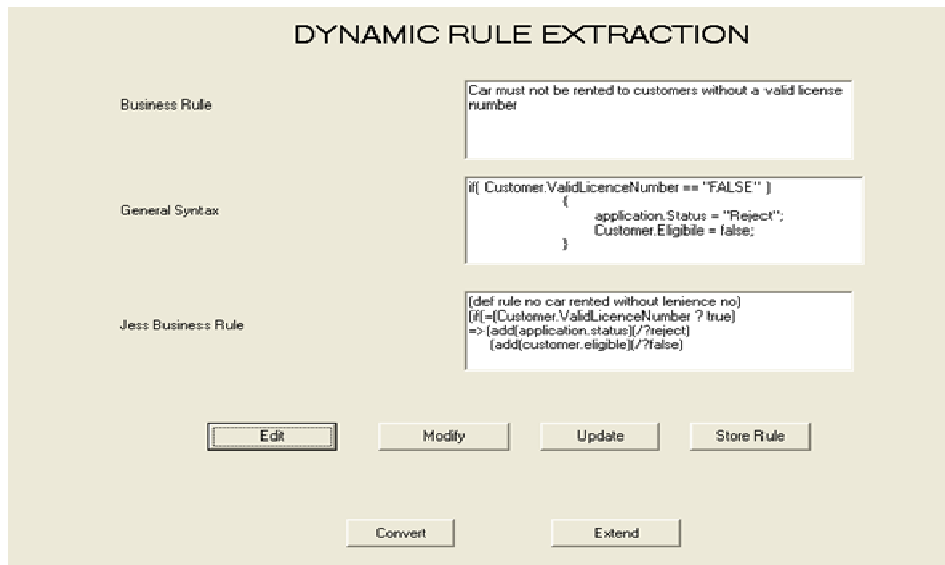 DYNAMIC RULE EXTRACTION
Business Rule
Car must not be rented to customers without a valid license
number
General Syntax
if( Customer.ValidLicenceNumber == "FALSE" )
{
application.Status = "Reject";
Customer.Eligibile = false;
}
Jess Business Rule
(def rule no car rented without lenience no)
(if(=(Customer.ValidLicenceNumber ? true)
=>(add(application.status)(/?reject)
(add(customer.eligible)(/?false)
Edit
Modify
Update
Store Rule
Convert
Extend